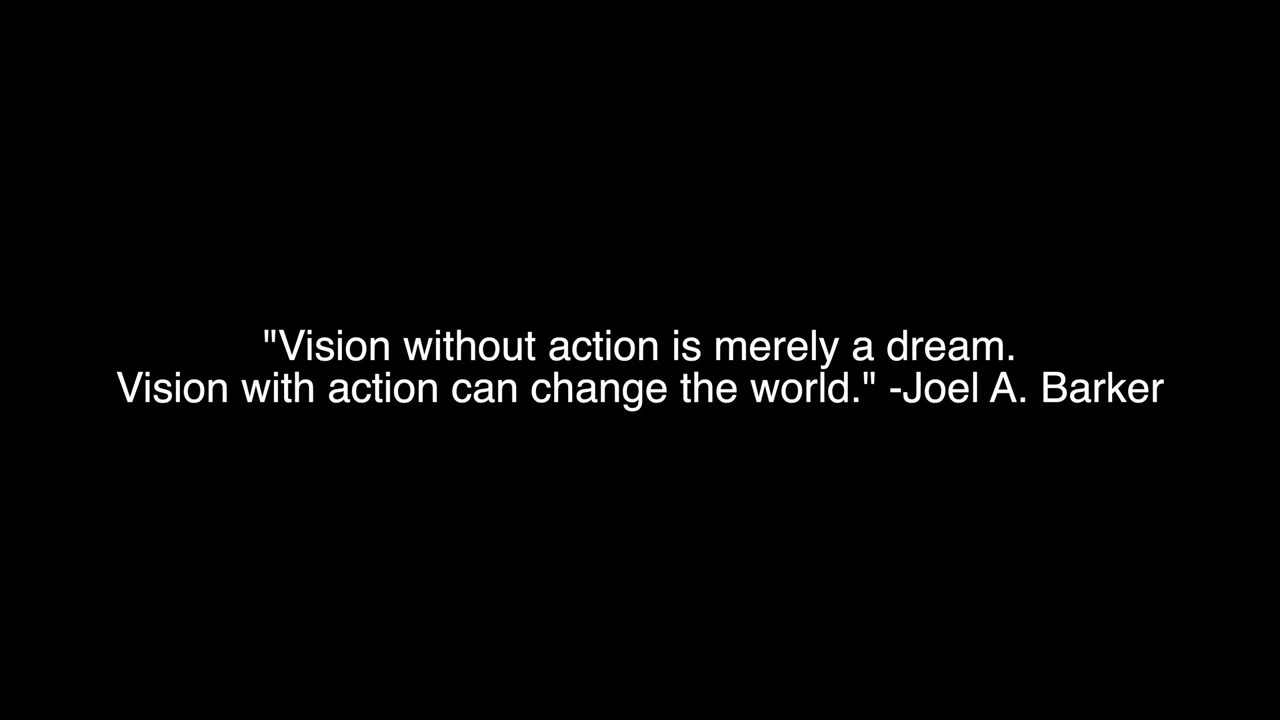 "Vision without action is merely a dream.
Vision with action can change the world." -Joel A. Barker